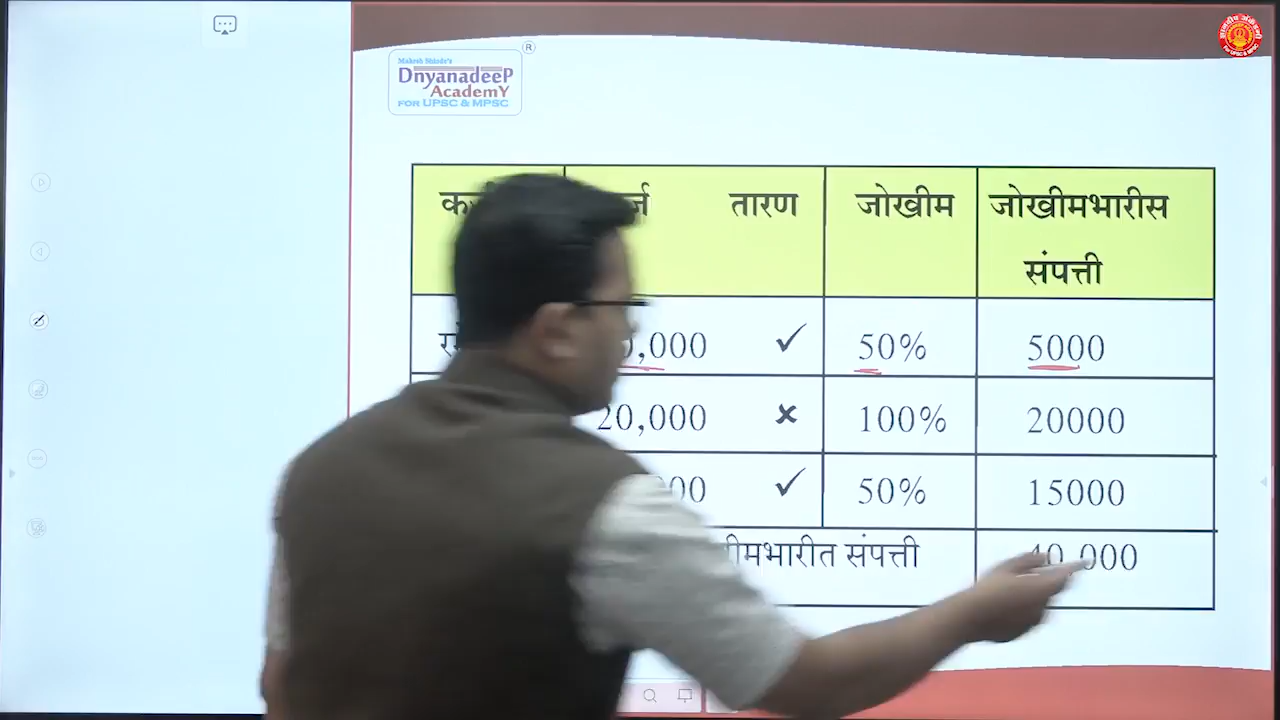 Mahesh Shinde's
DnyanadeeP
AcademY
FOR UPSC & MPSC
R
तारण जोखीम जोखीमभारीस
संपत्ती
✓ 50% 5000
20,000 × 100% 20000
✓ 50% 15000
संपत्ती 40,000